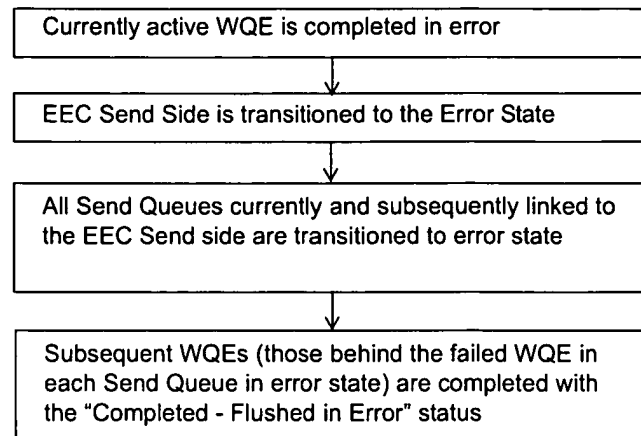 Currently active WQE is completed in error
EEC Send Side is transitioned to the Error State
All Send Queues currently and subsequently linked to
the EEC Send side are transitioned to error state
Subsequent WQEs (those behind the failed WQE in
each Send Queue in error state) are completed with
the "Completed - Flushed in Error" status